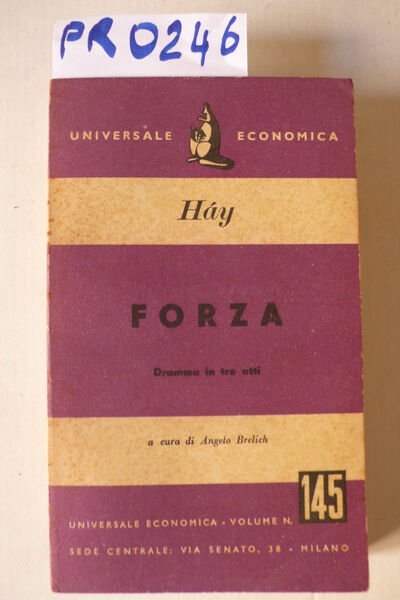 PR0246
UNIVERSALE ECONOMICA
Háy
FORZA
Dramma in tre atti
a cura di Angelo Brelich
145
UNIVERSALE ECONOMICA - VOLUME N.
SEDE CENTRALE: VIA SENATO, 38 - MILANO